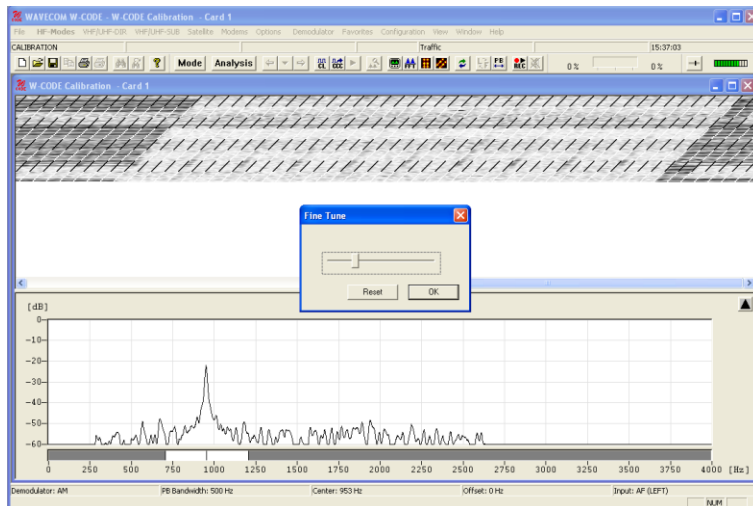 WAVECOM W-CODE - W-CODE Calibration - Card 1
File HF-Modes VHF/UHF-DIR VHF/UHF-SUB Satellite Modems Options Demodulator Favorites Configuration View Window Help
CALIBRATION Traffic 15:37:03
Mode Analysis 0 % 0 %
W-CODE Calibration - Card 1
Fine Tune
Reset OK
[dB]
0
-10
-20
-30
-40
-50
-60
0 250 500 750 1000 1250 1500 1750 2000 2250 2500 2750 3000 3250 3500 3750 4000 [Hz]
Demodulator: AM PB Bandwidth: 500 Hz Center: 953 Hz Offset: 0 Hz Input: AF (LEFT)
NUM